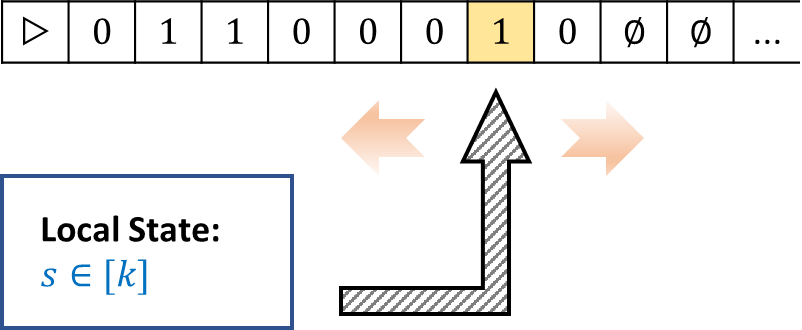 ▷ 0 1 1 0 0 0 1 0 ∅ ∅ ...
Local State:
s ∈ [k]